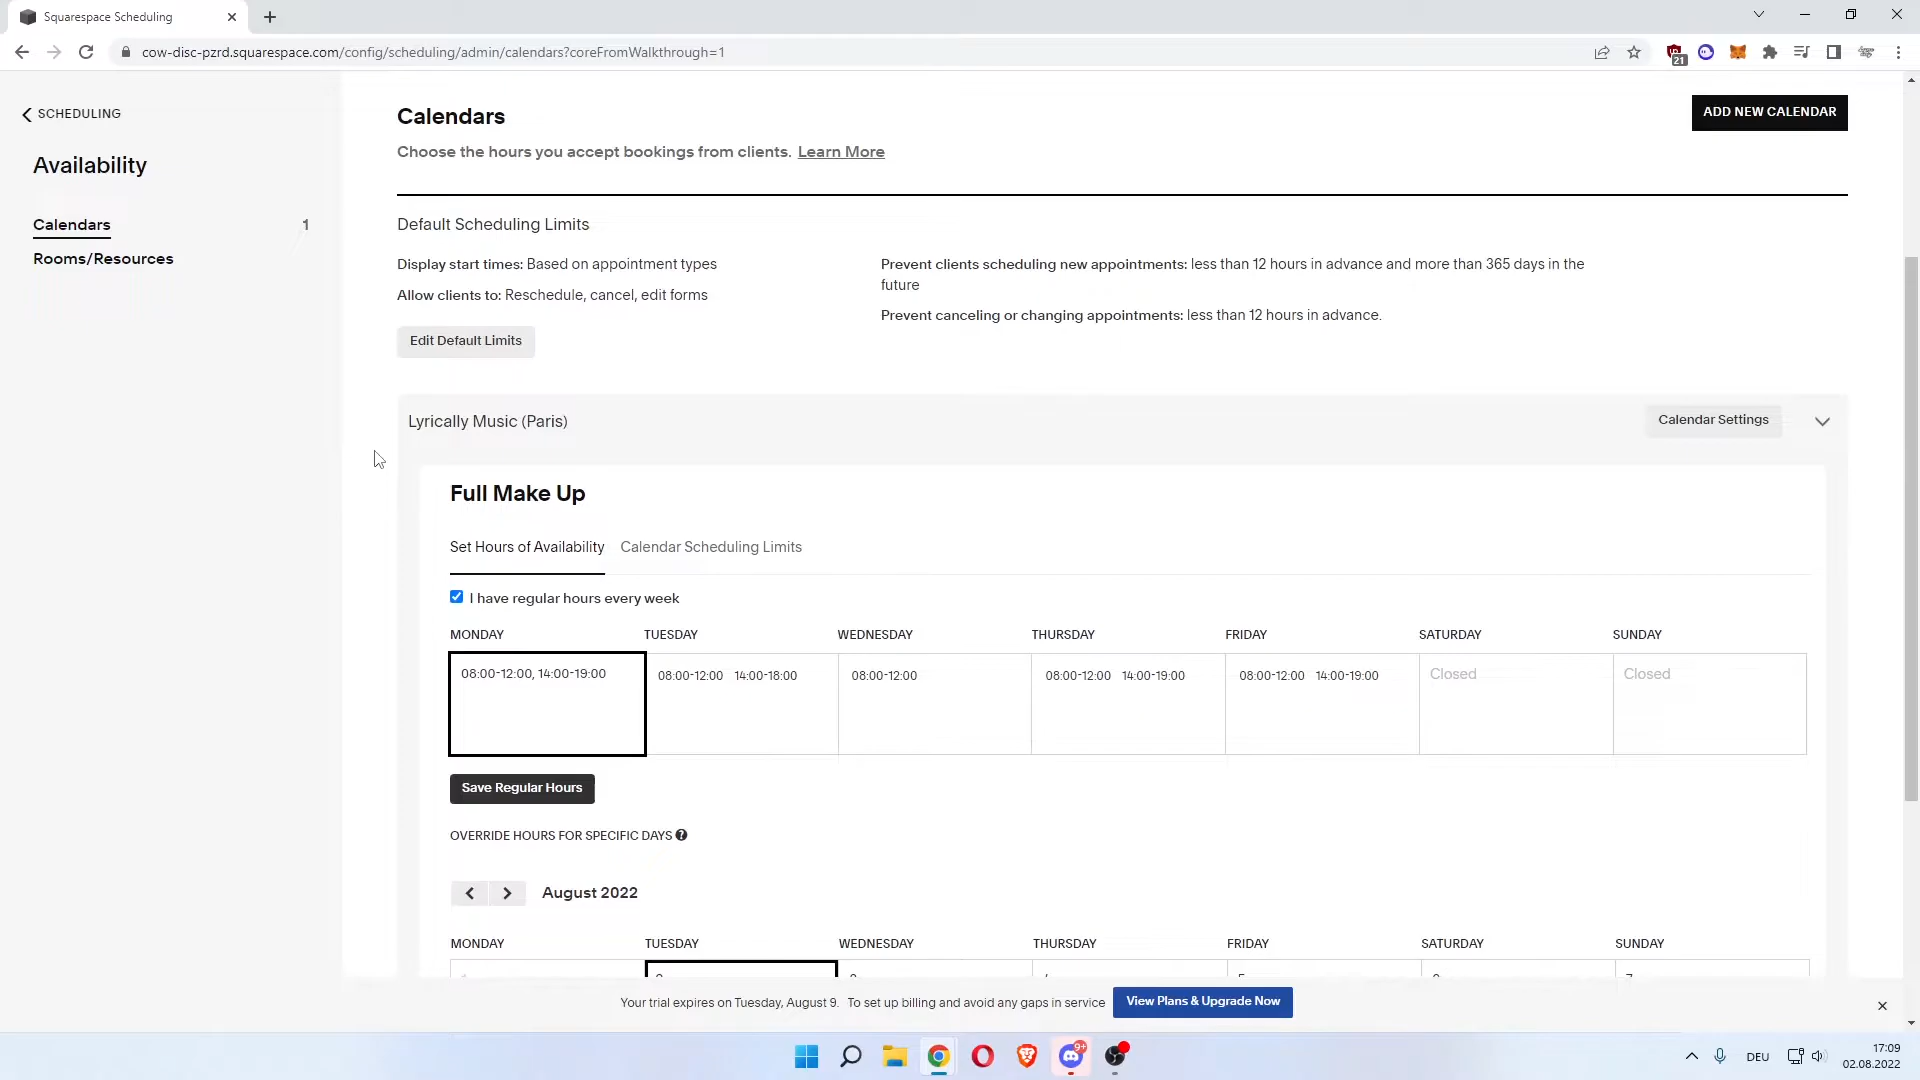 Squarespace Scheduling
cow-disc-pzrd.squarespace.com/config/scheduling/admin/calendars?coreFromWalkthrough=1
21
SCHEDULING
Availability
Calendars 1
Rooms/Resources
Calendars
ADD NEW CALENDAR
Choose the hours you accept bookings from clients. Learn More
Default Scheduling Limits
Display start times: Based on appointment types
Allow clients to: Reschedule, cancel, edit forms
Prevent clients scheduling new appointments: less than 12 hours in advance and more than 365 days in the
future
Prevent canceling or changing appointments: less than 12 hours in advance.
Edit Default Limits
Lyrically Music (Paris)
Calendar Settings
Full Make Up
Set Hours of Availability Calendar Scheduling Limits
I have regular hours every week
MONDAY TUESDAY WEDNESDAY THURSDAY FRIDAY SATURDAY SUNDAY
08:00-12:00, 14:00-19:00 08:00-12:00 14:00-18:00 08:00-12:00 08:00-12:00 14:00-19:00 08:00-12:00 14:00-19:00 Closed Closed
Save Regular Hours
OVERRIDE HOURS FOR SPECIFIC DAYS ?
August 2022
MONDAY TUESDAY WEDNESDAY THURSDAY FRIDAY SATURDAY SUNDAY
Your trial expires on Tuesday, August 9. To set up billing and avoid any gaps in service View Plans & Upgrade Now
9+
DEU
17:09
02.08.2022